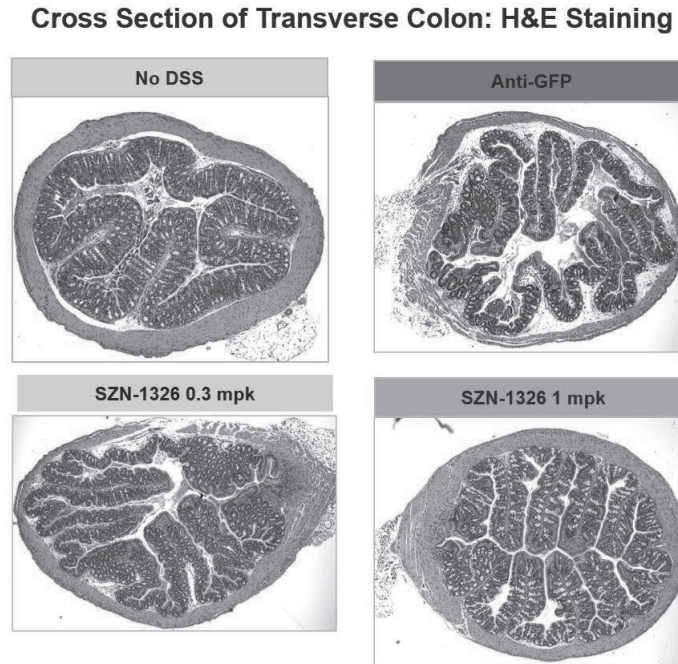 Cross Section of Transverse Colon: H&E Staining
No DSS
Anti-GFP
SZN-1326 0.3 mpk
SZN-1326 1 mpk